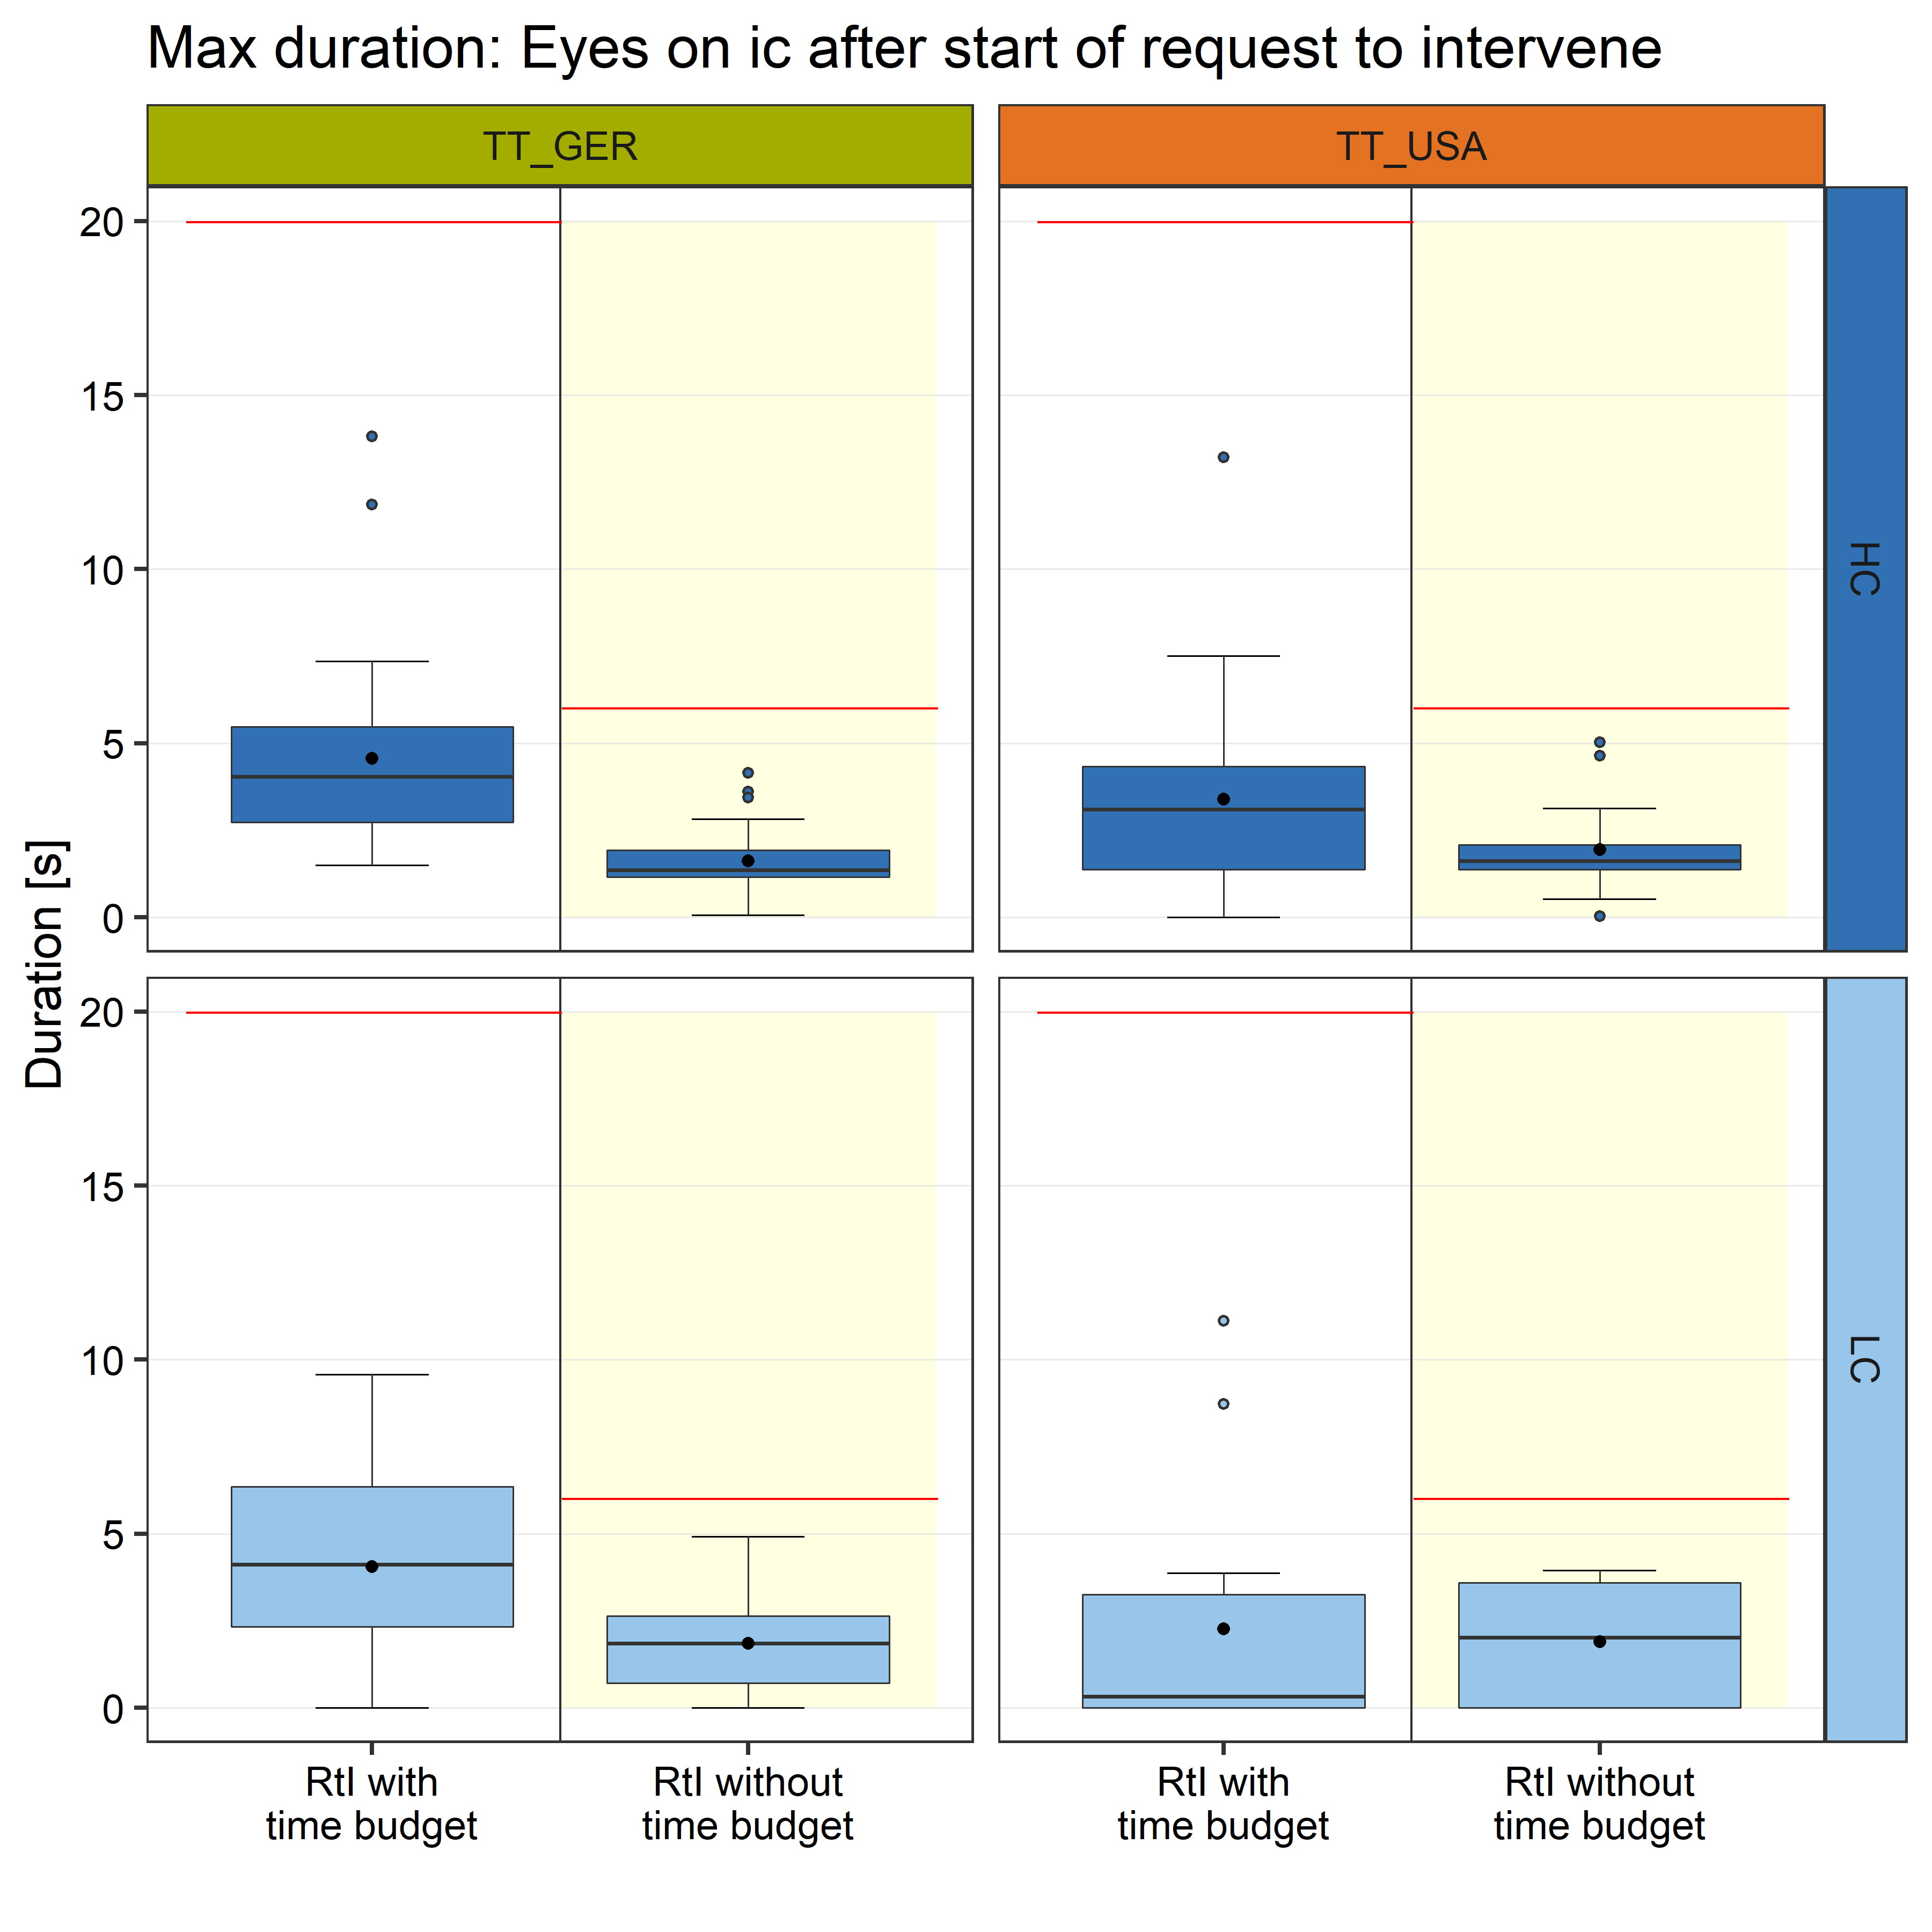 Max duration: Eyes on ic after start of request to intervene
TT_GER
TT_USA
20
15
10
5
0
HC
Duration [s]
20
15
10
5
0
LC
RtI with
time budget
RtI without
time budget
RtI with
time budget
RtI without
time budget